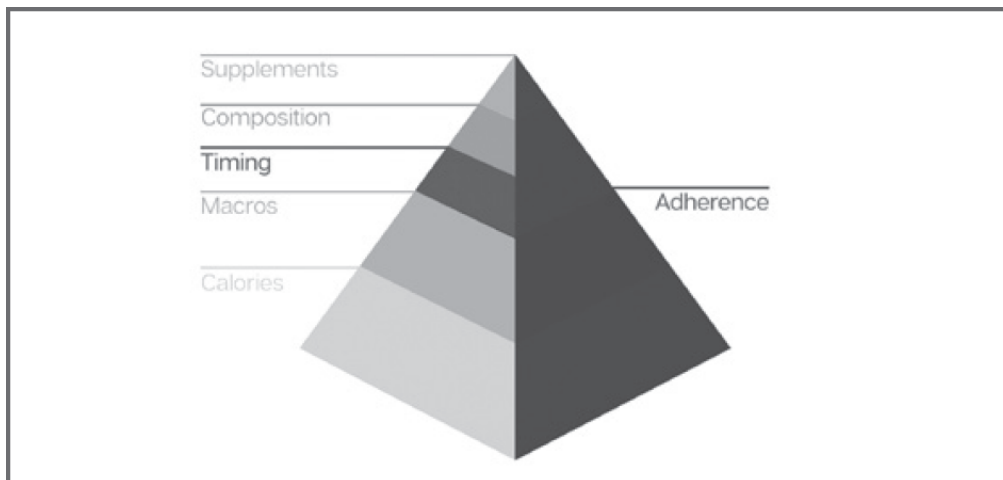 Supplements
Composition
Timing
Macros
Adherence
Calories